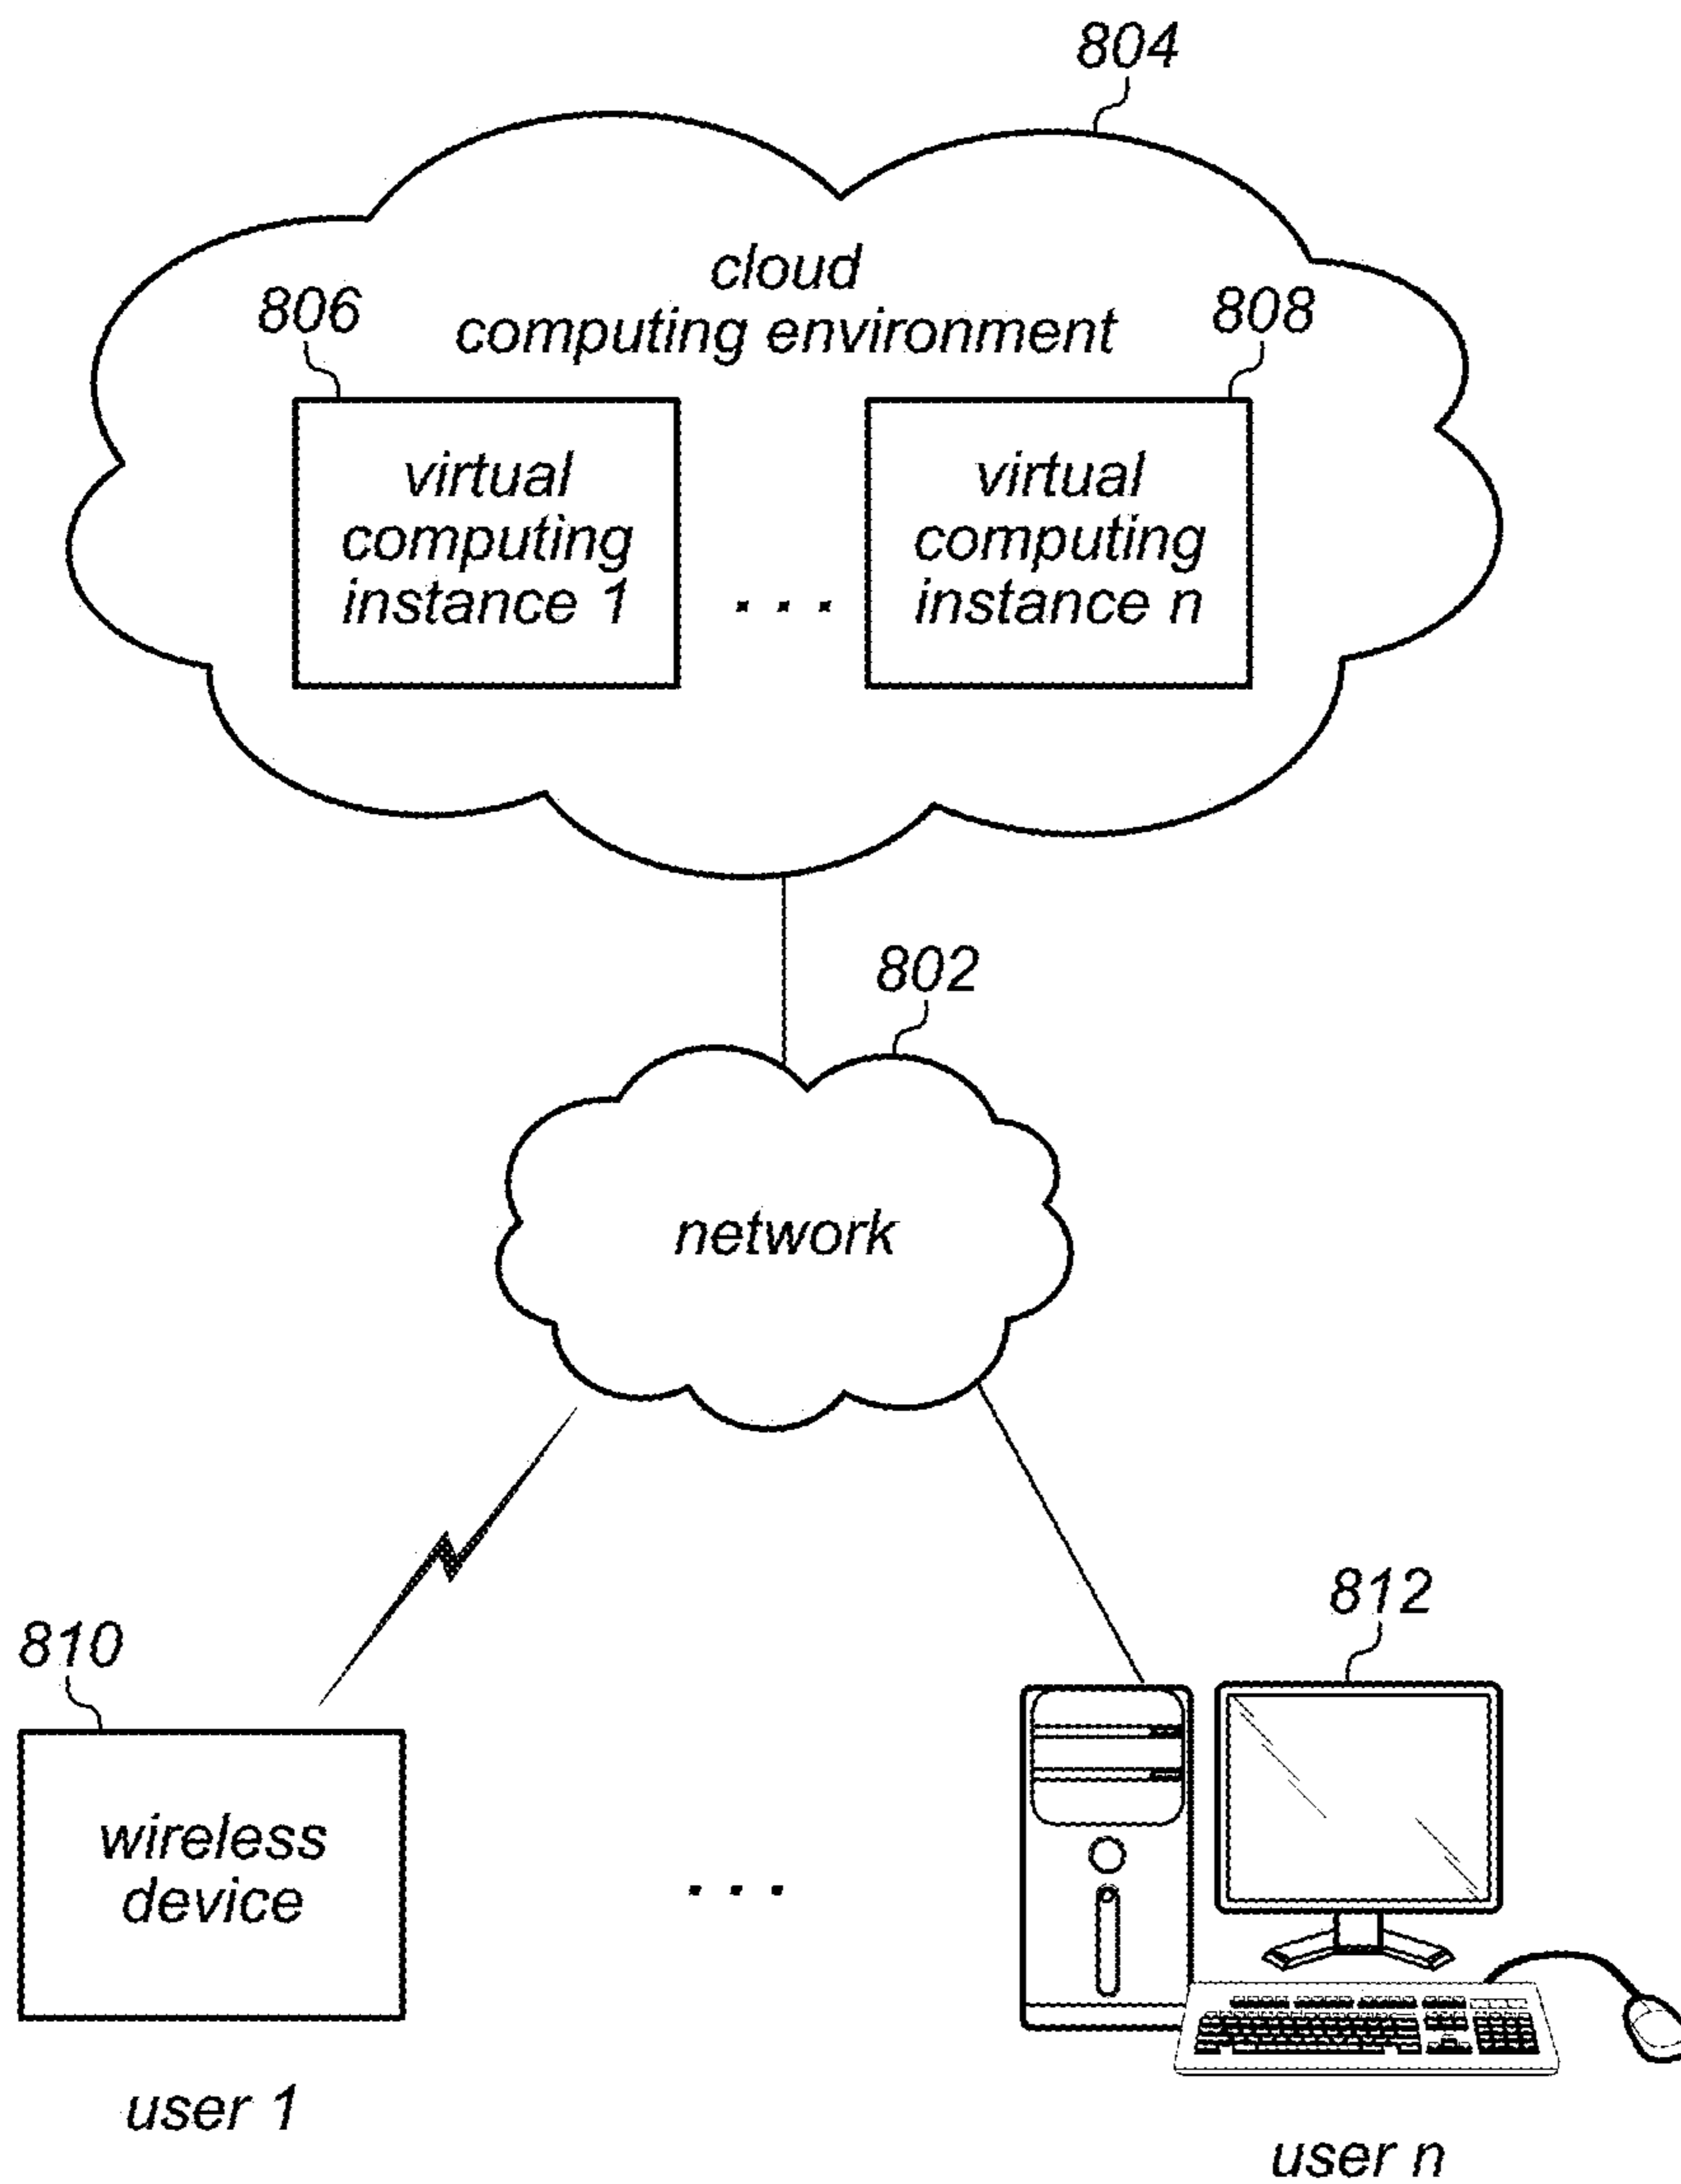 804
cloud
computing environment
806
808
virtual
computing
instance 1
. . .
virtual
computing
instance n
802
network
810
812
wireless
device
. . .
user 1
user n